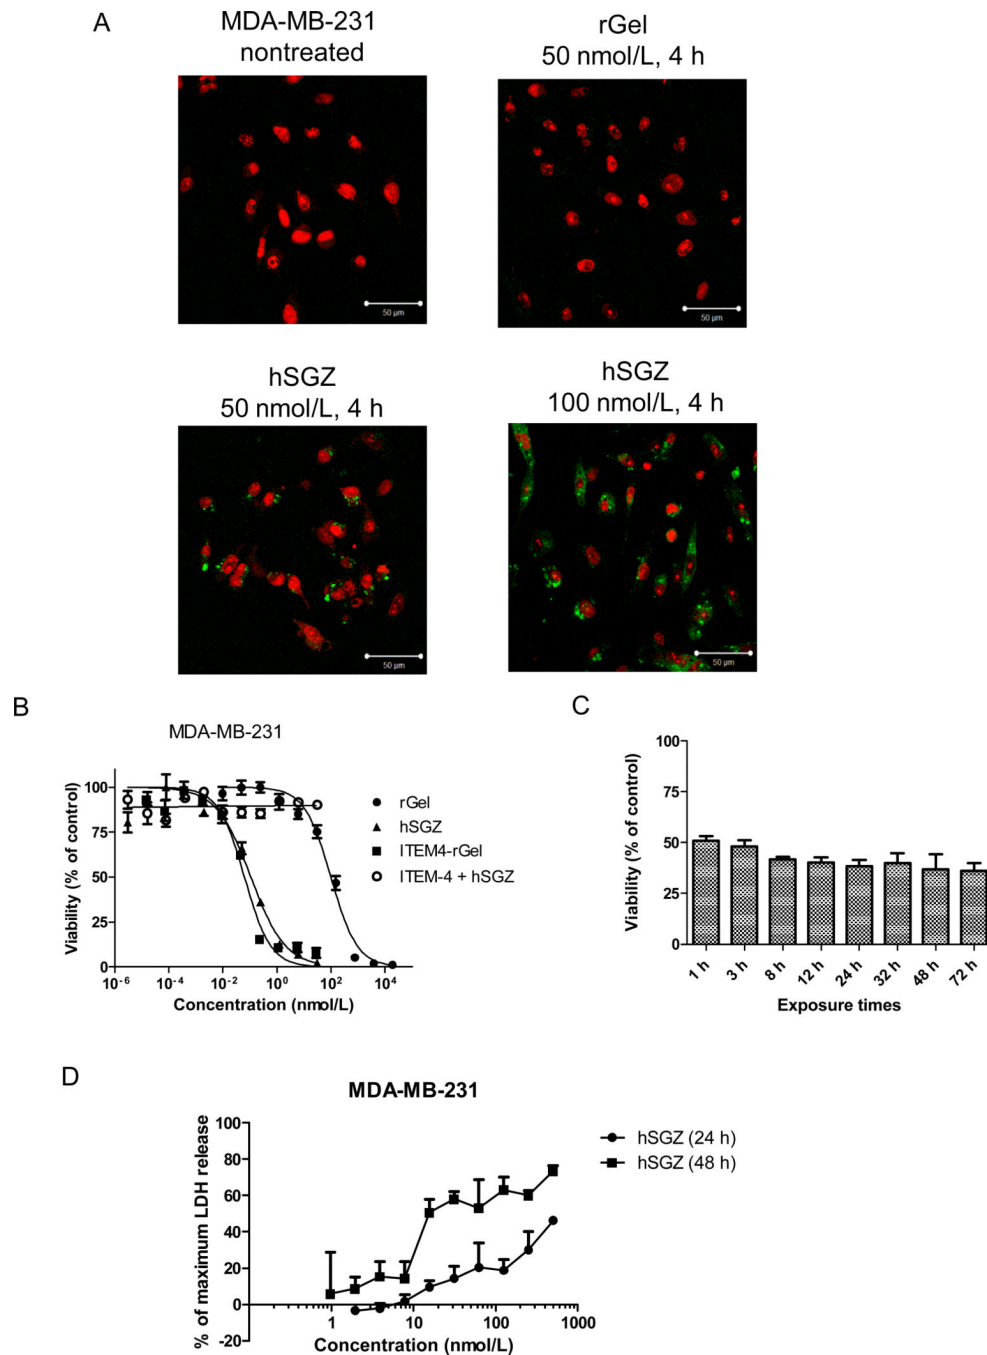 A
MDA-MB-231
nontreated
rGel
50 nmol/L, 4 h
50 µm
50 µm
hSGZ
50 nmol/L, 4 h
hSGZ
100 nmol/L, 4 h
50 µm
50 µm
B
MDA-MB-231
Viability (% of control)
100
75
50
25
0
10⁻⁶
10⁻⁴
10⁻²
10⁰
10²
10⁴
Concentration (nmol/L)
rGel
hSGZ
ITEM4-rGel
ITEM-4 + hSGZ
C
Viability (% of control)
100
50
25
0
1 h
3 h
8 h
12 h
24 h
32 h
48 h
72 h
Exposure times
D
MDA-MB-231
% of maximum LDH release
100
80
60
40
20
0
-20
1
10
100
1000
Concentration (nmol/L)
hSGZ (24 h)
hSGZ (48 h)